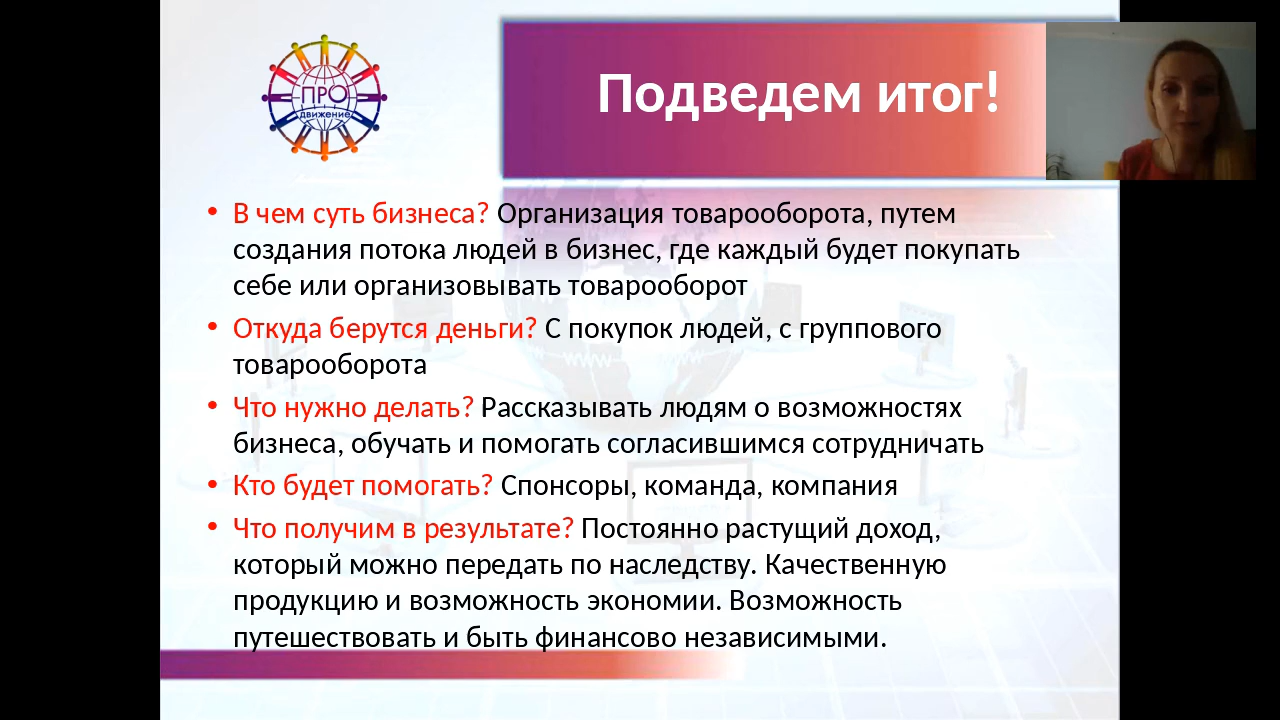 ПРО
движение
Подведем итог!
• В чем суть бизнеса? Организация товарооборота, путем
создания потока людей в бизнес, где каждый будет покупать
себе или организовывать товарооборот
• Откуда берутся деньги? С покупок людей, с группового
товарооборота
• Что нужно делать? Рассказывать людям о возможностях
бизнеса, обучать и помогать согласившимся сотрудничать
• Кто будет помогать? Спонсоры, команда, компания
• Что получим в результате? Постоянно растущий доход,
который можно передать по наследству. Качественную
продукцию и возможность экономии. Возможность
путешествовать и быть финансово независимыми.